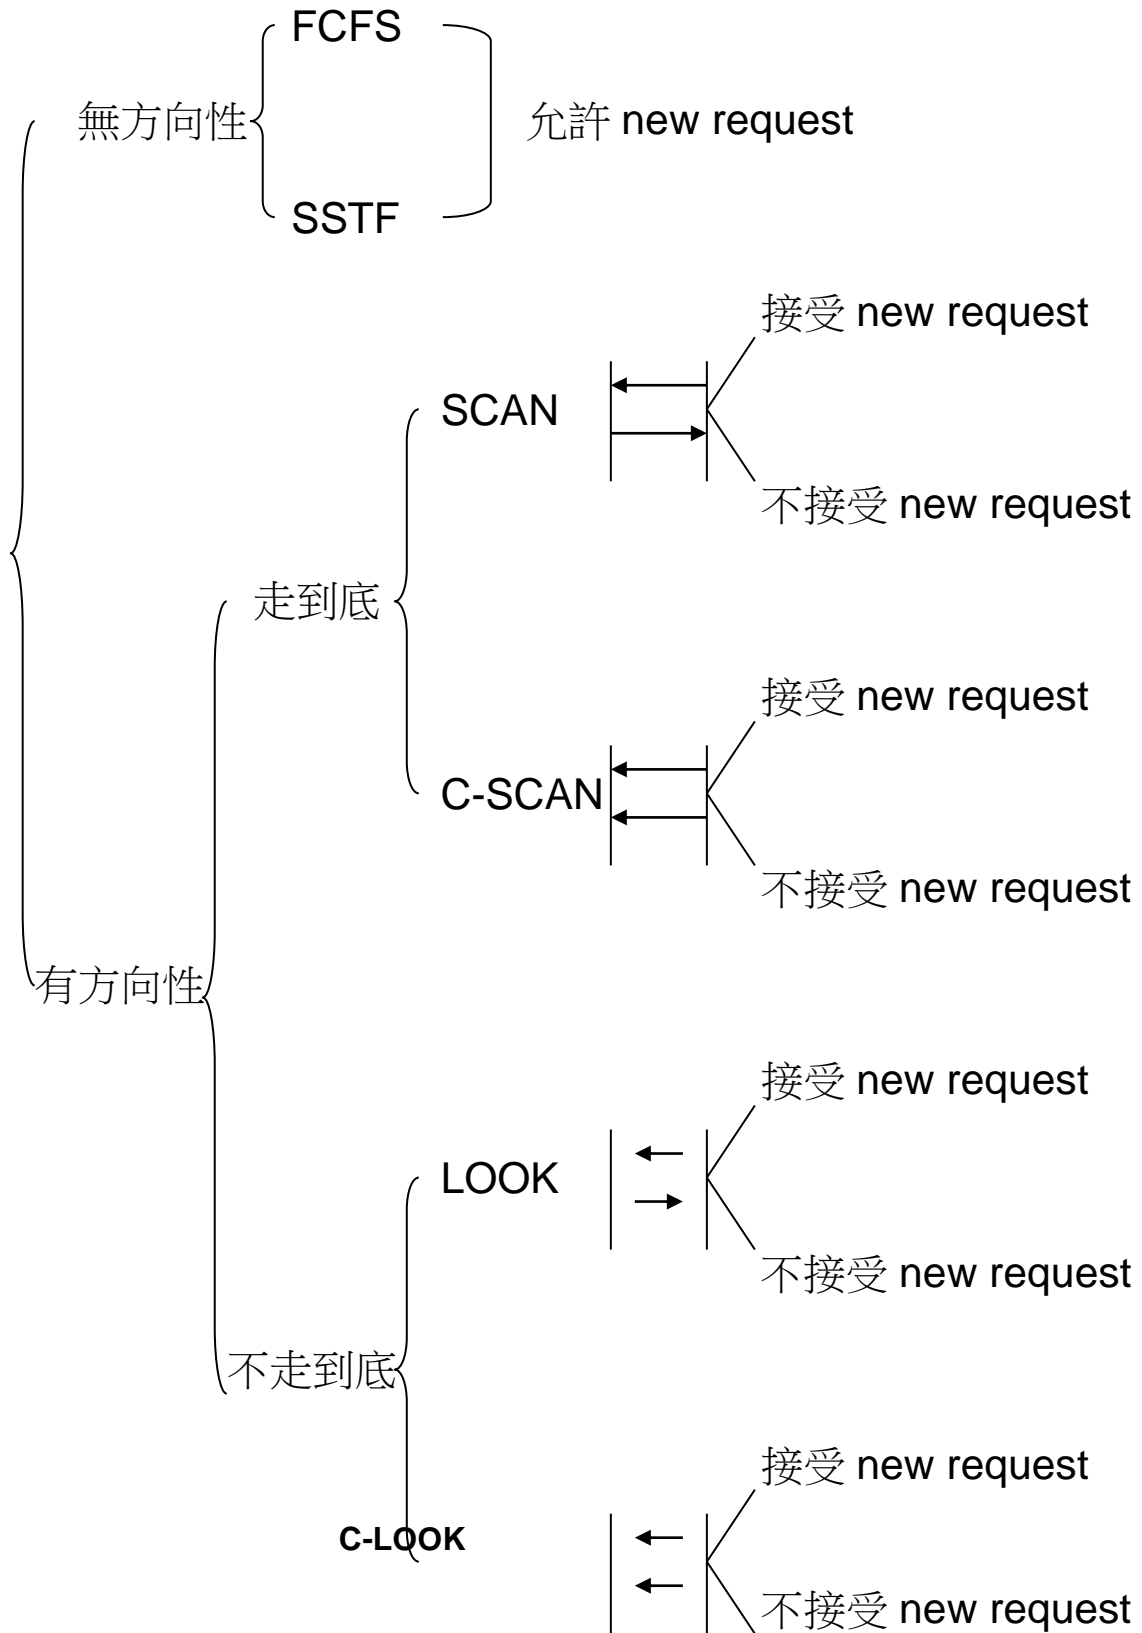 FCFS
無方向性
允許 new request
SSTF
接受 new request
SCAN
不接受 new request
走到底
接受 new request
C-SCAN
不接受 new request
有方向性
接受 new request
LOOK
不接受 new request
不走到底
接受 new request
C-LOOK
不接受 new request